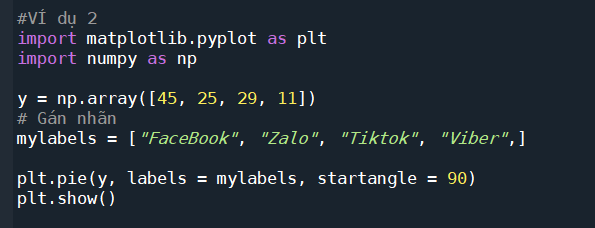 #VÍ dụ 2
import matplotlib.pyplot as plt
import numpy as np
y = np.array([45, 25, 29, 11])
# Gán nhãn
mylabels = ["FaceBook", "Zalo", "Tiktok", "Viber",]
plt.pie(y, labels = mylabels, startangle = 90)
plt.show()